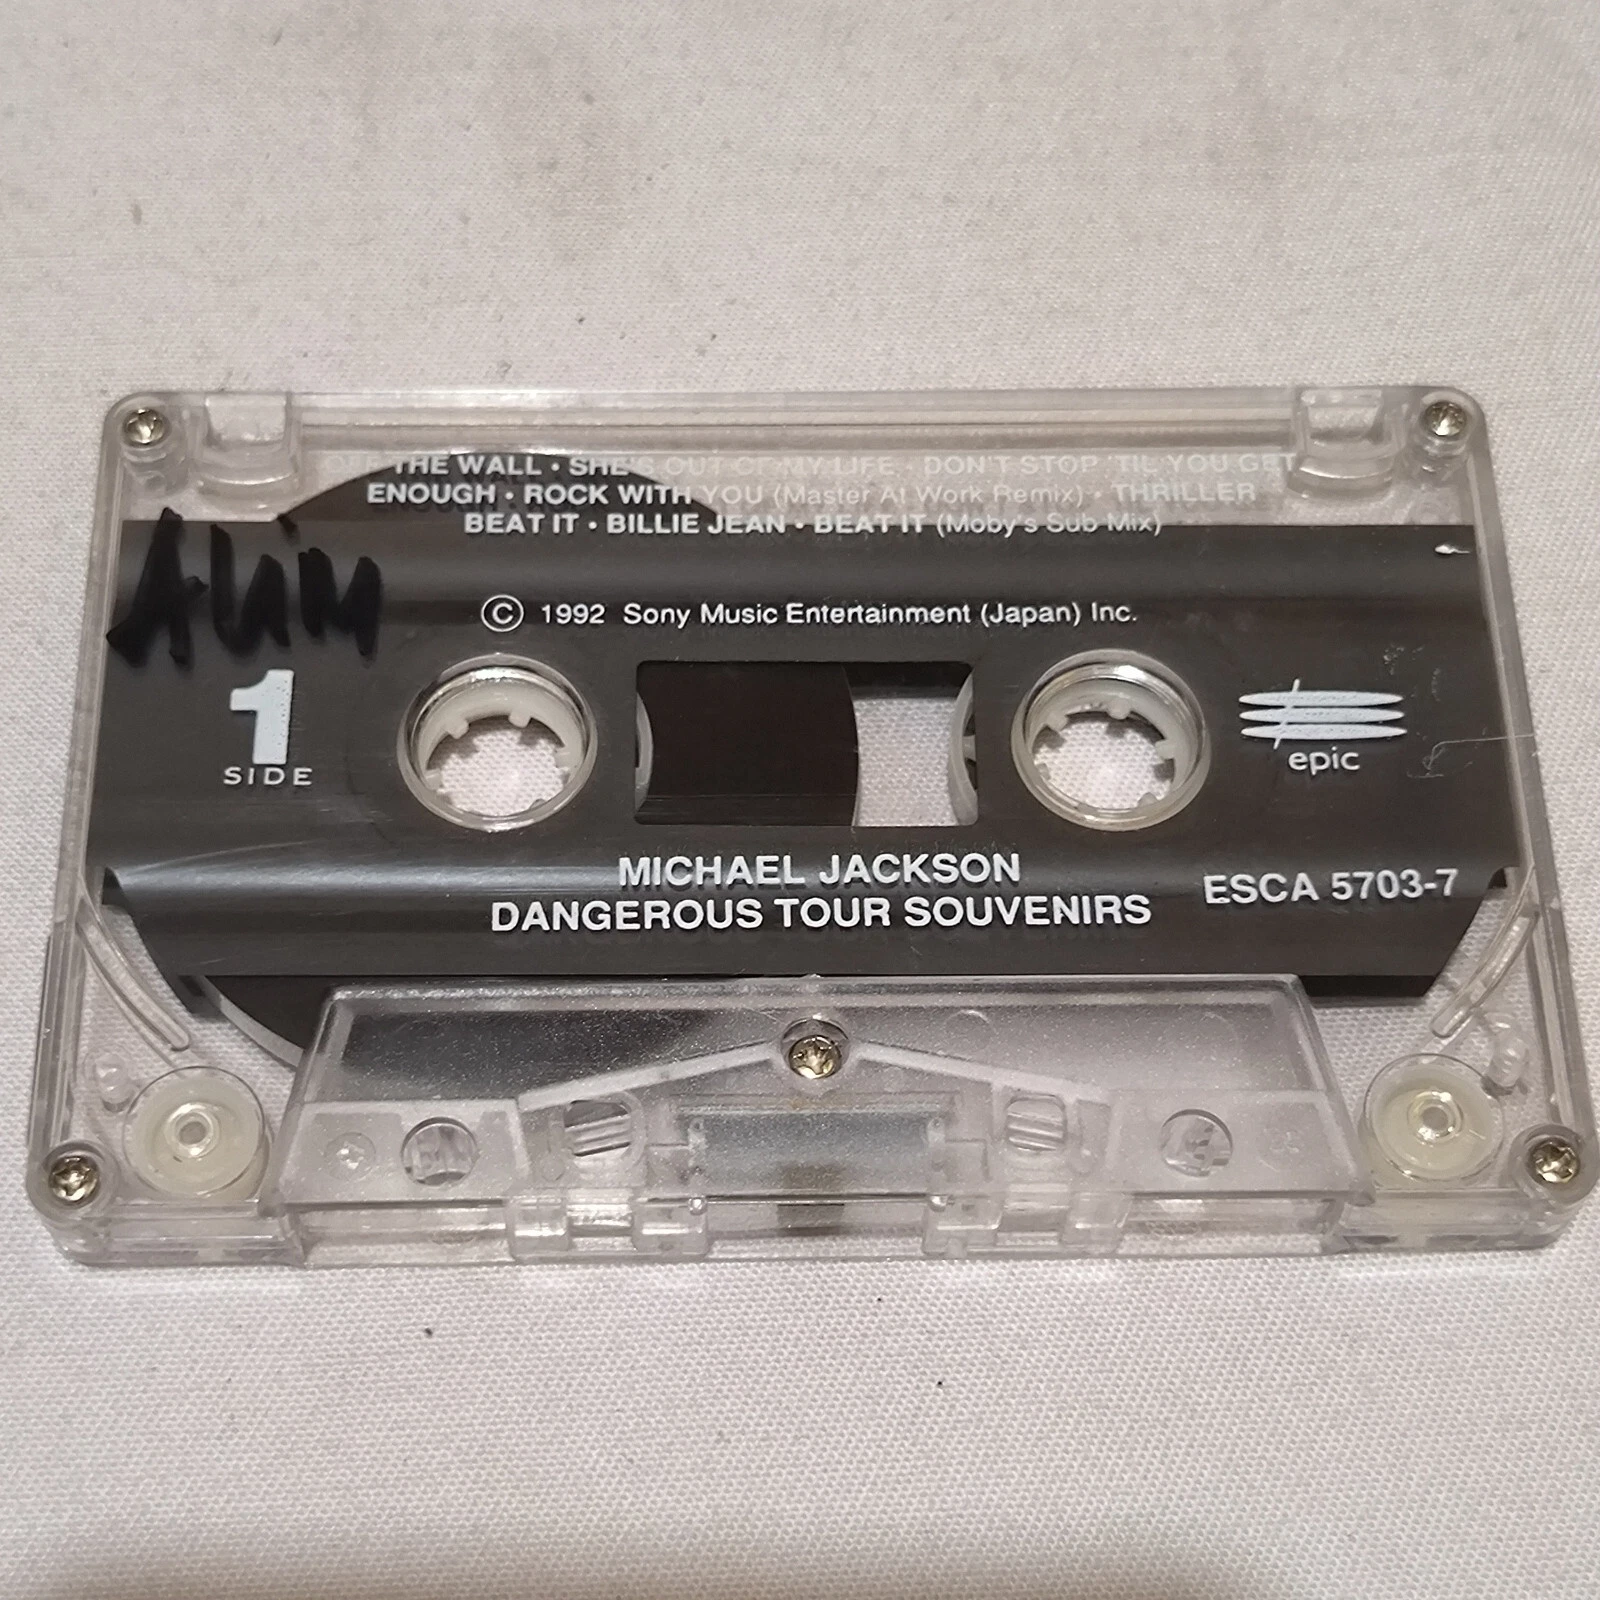 OFF THE WALL • SHE'S OUT OF MY LIFE • DON'T STOP 'TIL YOU GET
ENOUGH • ROCK WITH YOU (Master At Work Remix) • THRILLER
BEAT IT • BILLIE JEAN • BEAT IT (Moby's Sub Mix)
© 1992 Sony Music Entertainment (Japan) Inc.
1
SIDE
epic
MICHAEL JACKSON
DANGEROUS TOUR SOUVENIRS
ESCA 5703-7